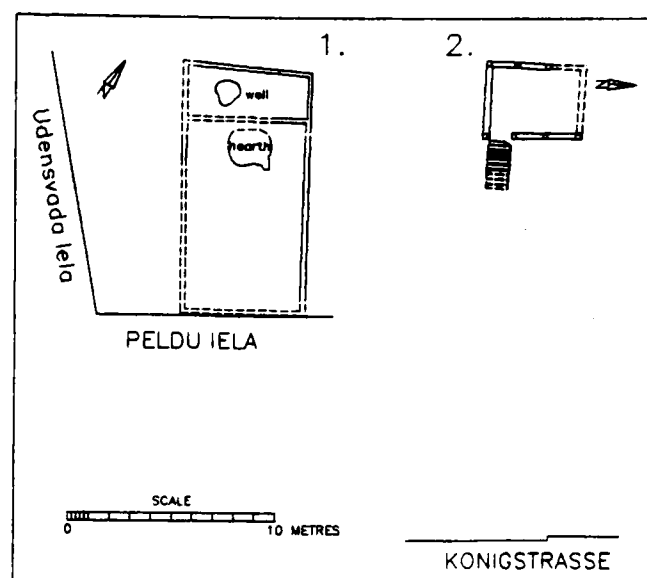 1.
2.
well
hearth
Udensvada Iela
PELDU IELA
SCALE
0
10 METRES
KONIGSTRASSE